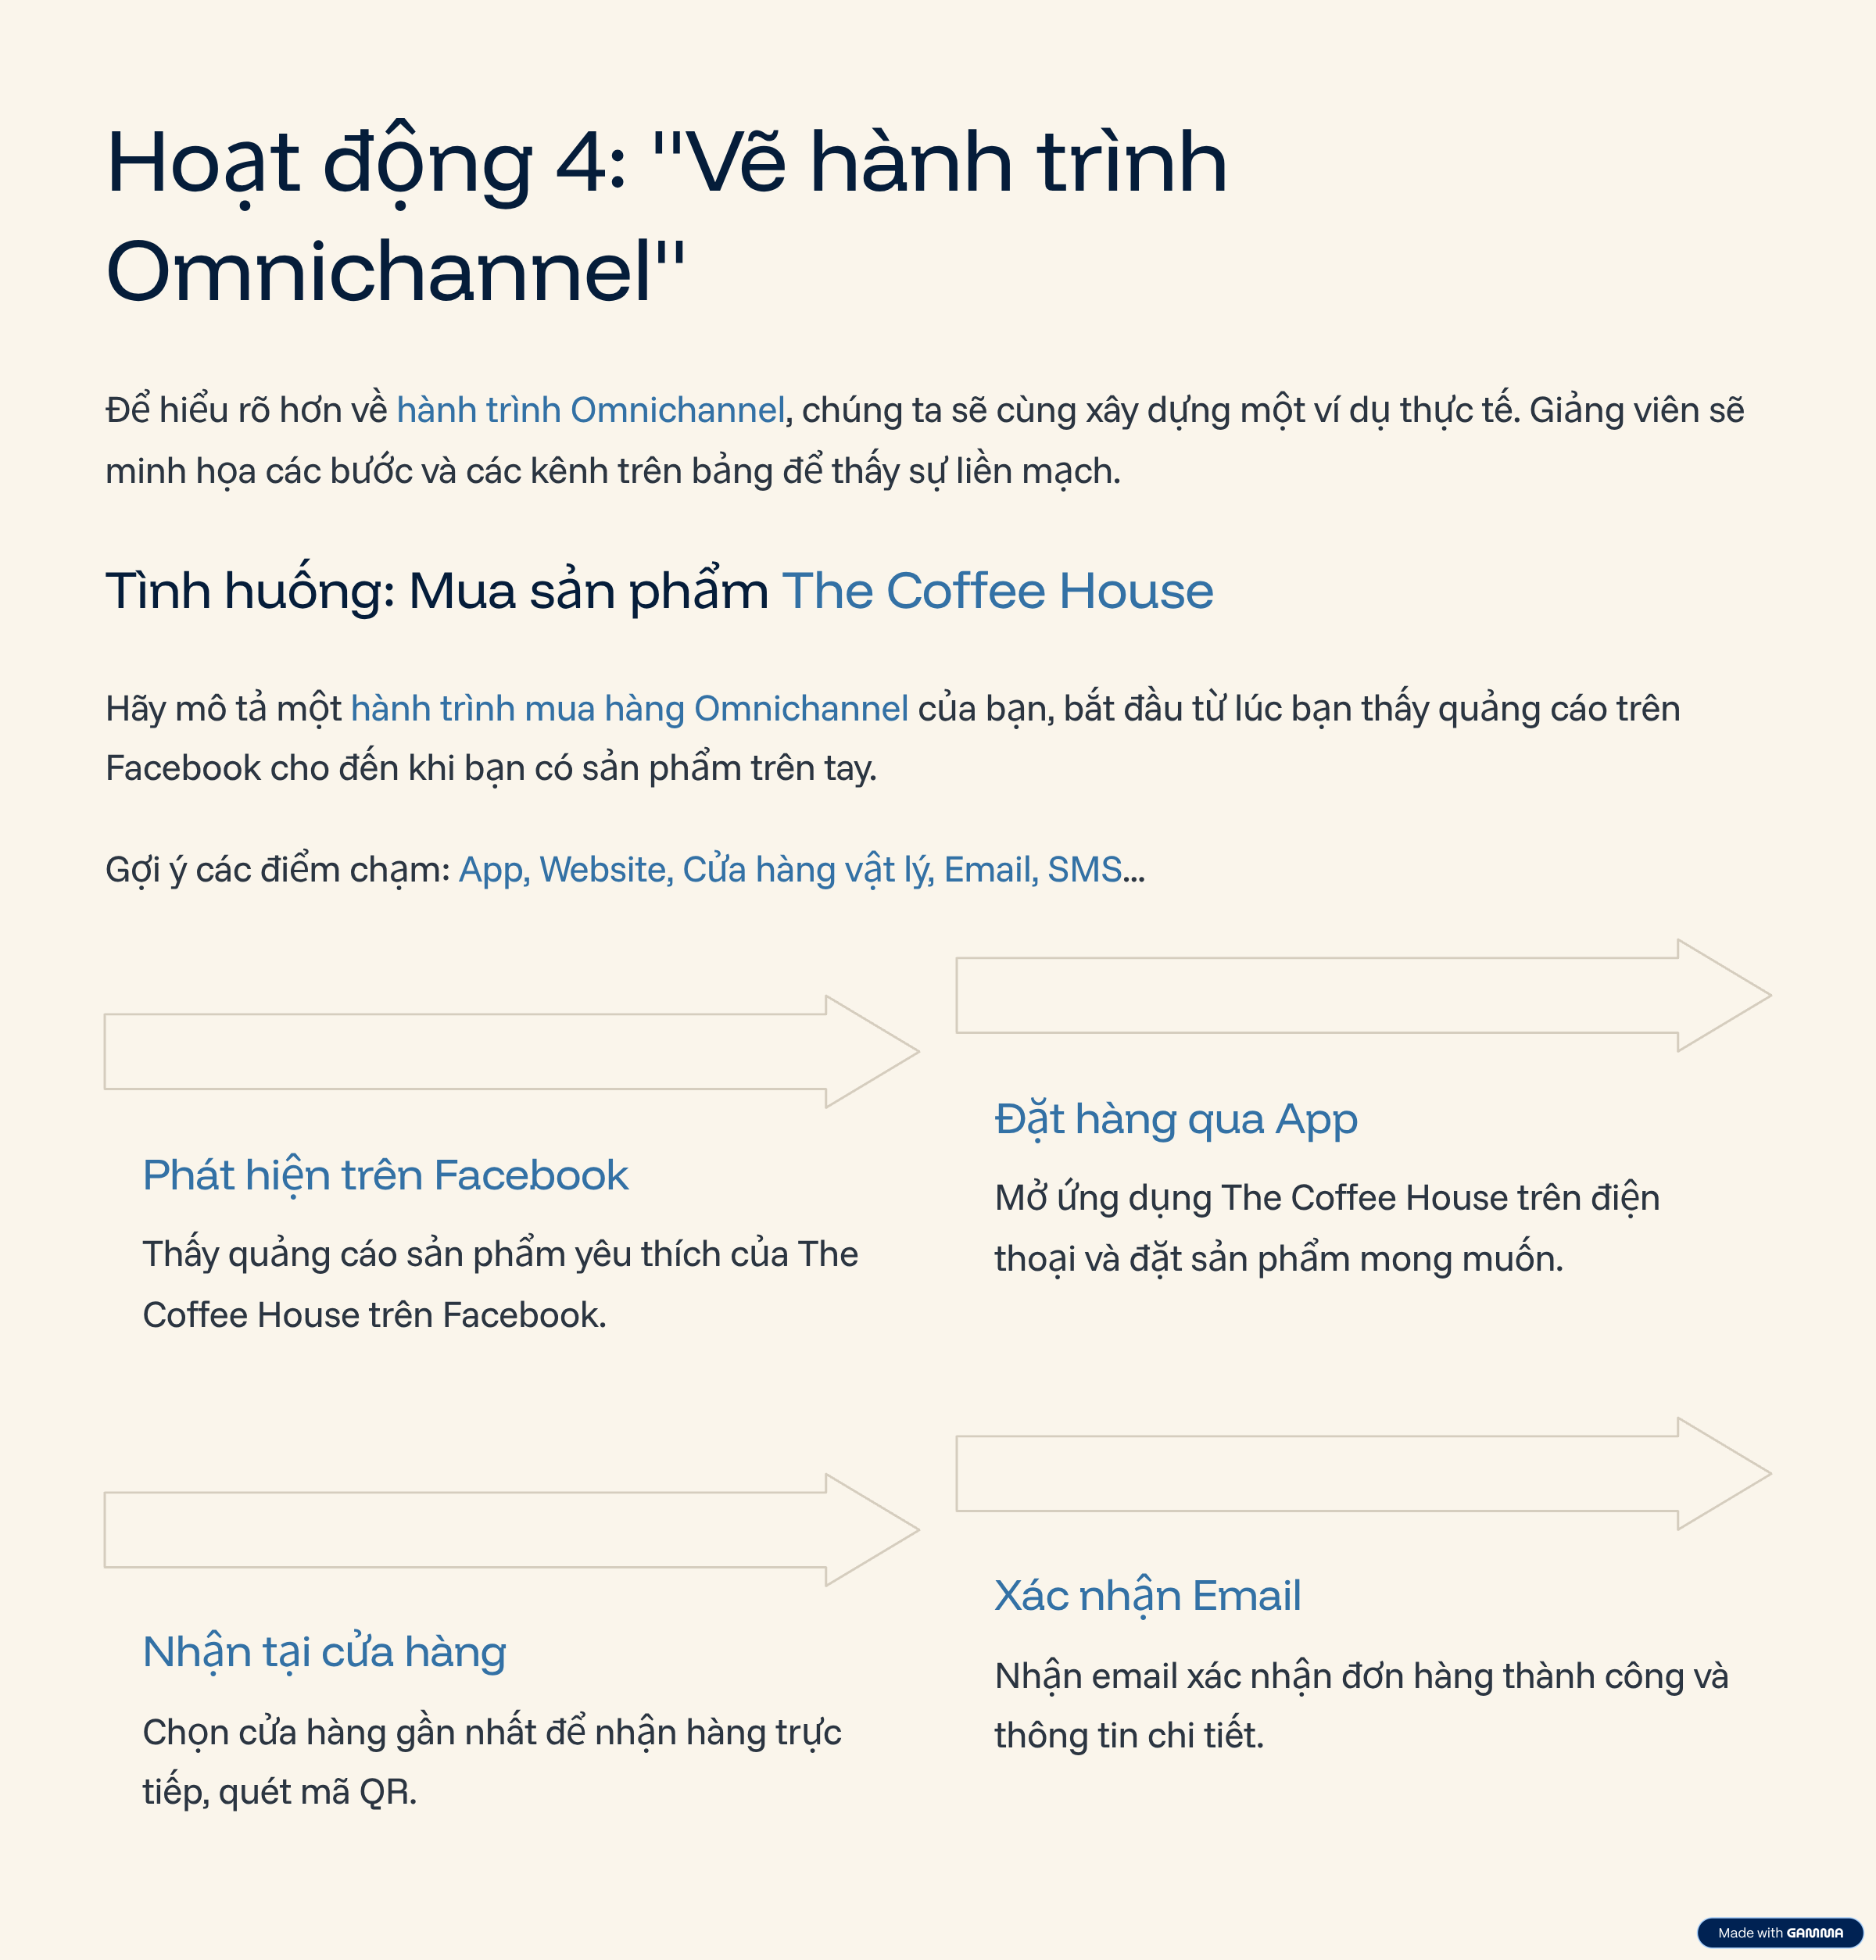 Hoạt động 4: "Vẽ hành trình
Omnichannel"
Để hiểu rõ hơn về hành trình Omnichannel, chúng ta sẽ cùng xây dựng một ví dụ thực tế. Giảng viên sẽ
minh họa các bước và các kênh trên bảng để thấy sự liền mạch.
Tình huống: Mua sản phẩm The Coffee House
Hãy mô tả một hành trình mua hàng Omnichannel của bạn, bắt đầu từ lúc bạn thấy quảng cáo trên
Facebook cho đến khi bạn có sản phẩm trên tay.
Gợi ý các điểm chạm: App, Website, Cửa hàng vật lý, Email, SMS...
Phát hiện trên Facebook
Thấy quảng cáo sản phẩm yêu thích của The
Coffee House trên Facebook.
Đặt hàng qua App
Mở ứng dụng The Coffee House trên điện
thoại và đặt sản phẩm mong muốn.
Nhận tại cửa hàng
Chọn cửa hàng gần nhất để nhận hàng trực
tiếp, quét mã QR.
Xác nhận Email
Nhận email xác nhận đơn hàng thành công và
thông tin chi tiết.
Made with GAMMA